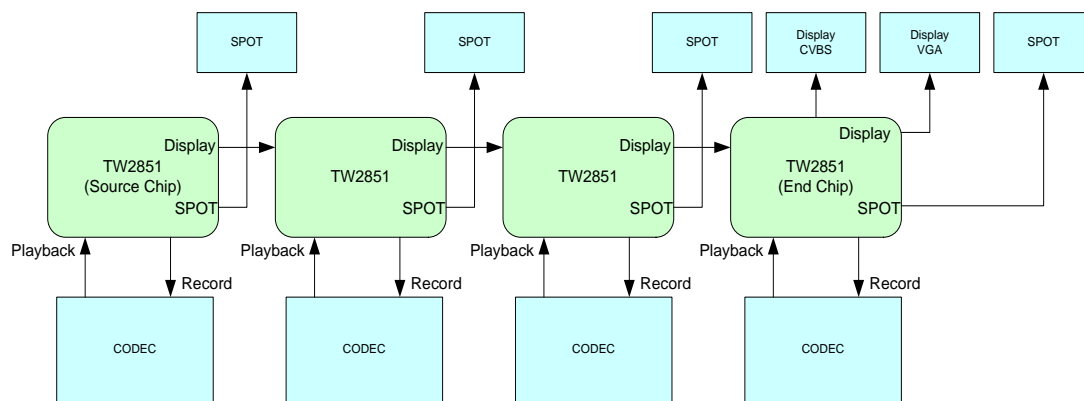 SPOT
SPOT
SPOT
Display
CVBS
Display
VGA
SPOT
Display
TW2851
(Source Chip)
SPOT
Display
TW2851
SPOT
Display
TW2851
SPOT
Display
TW2851
(End Chip)
SPOT
Playback
Record
Playback
Record
Playback
Record
Playback
Record
CODEC
CODEC
CODEC
CODEC